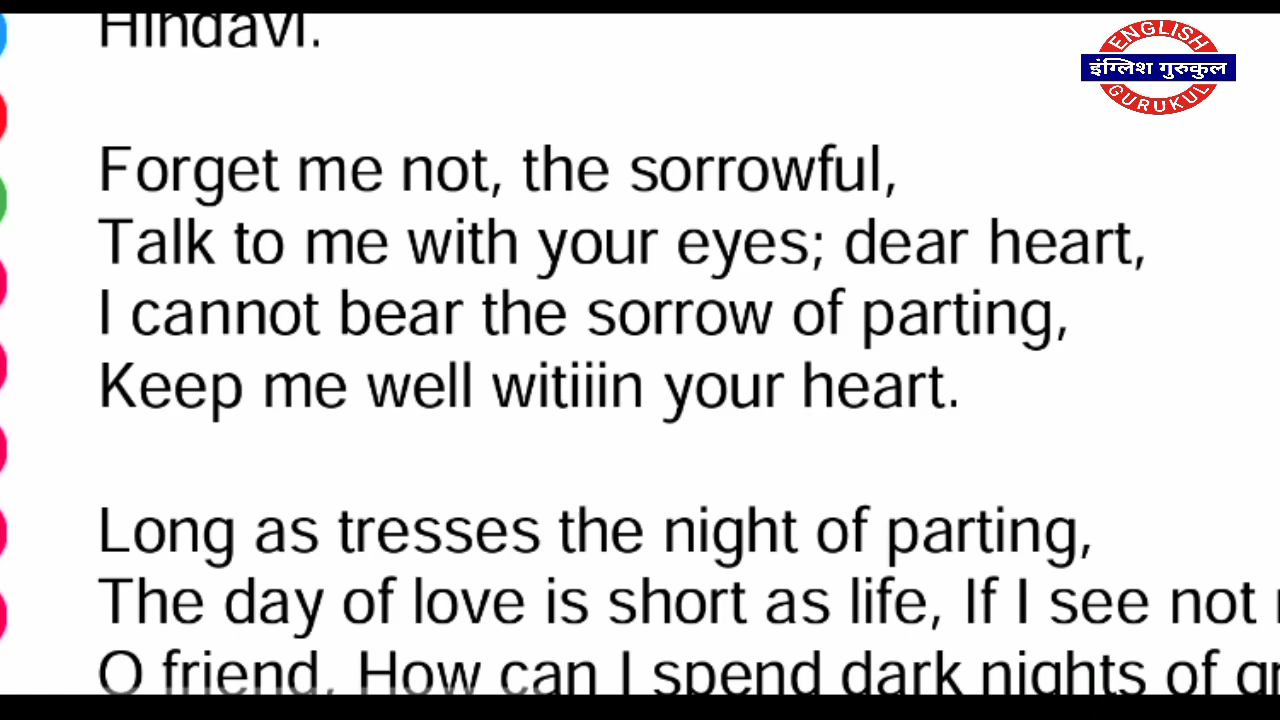 Hindavi.
ENGLISH
इंग्लिश गुरुकुल
GURUKUL
Forget me not, the sorrowful,
Talk to me with your eyes; dear heart,
I cannot bear the sorrow of parting,
Keep me well witiiin your heart.
Long as tresses the night of parting,
The day of love is short as life, If I see not
O friend, How can I spend dark nights of